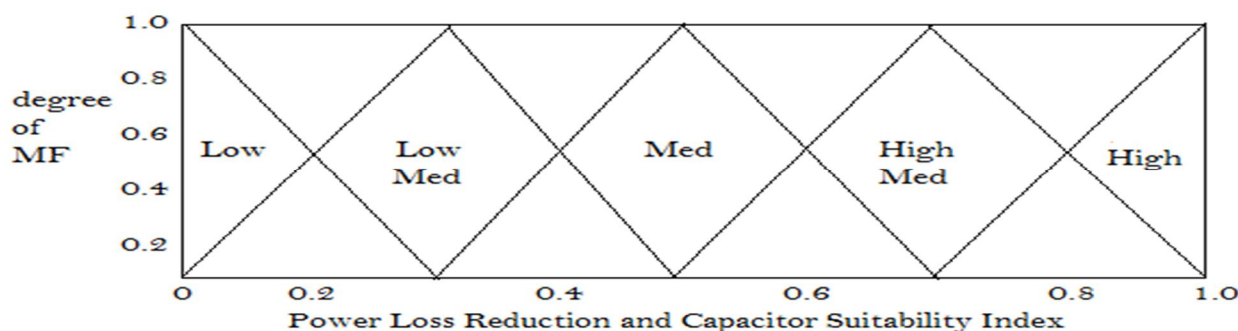 1.0
0.8
degree
of
MF
0.6
0.4
0.2
Low
Low
Med
Med
High
Med
High
0 0.2 0.4 0.6 0.8 1.0
Power Loss Reduction and Capacitor Suitability Index